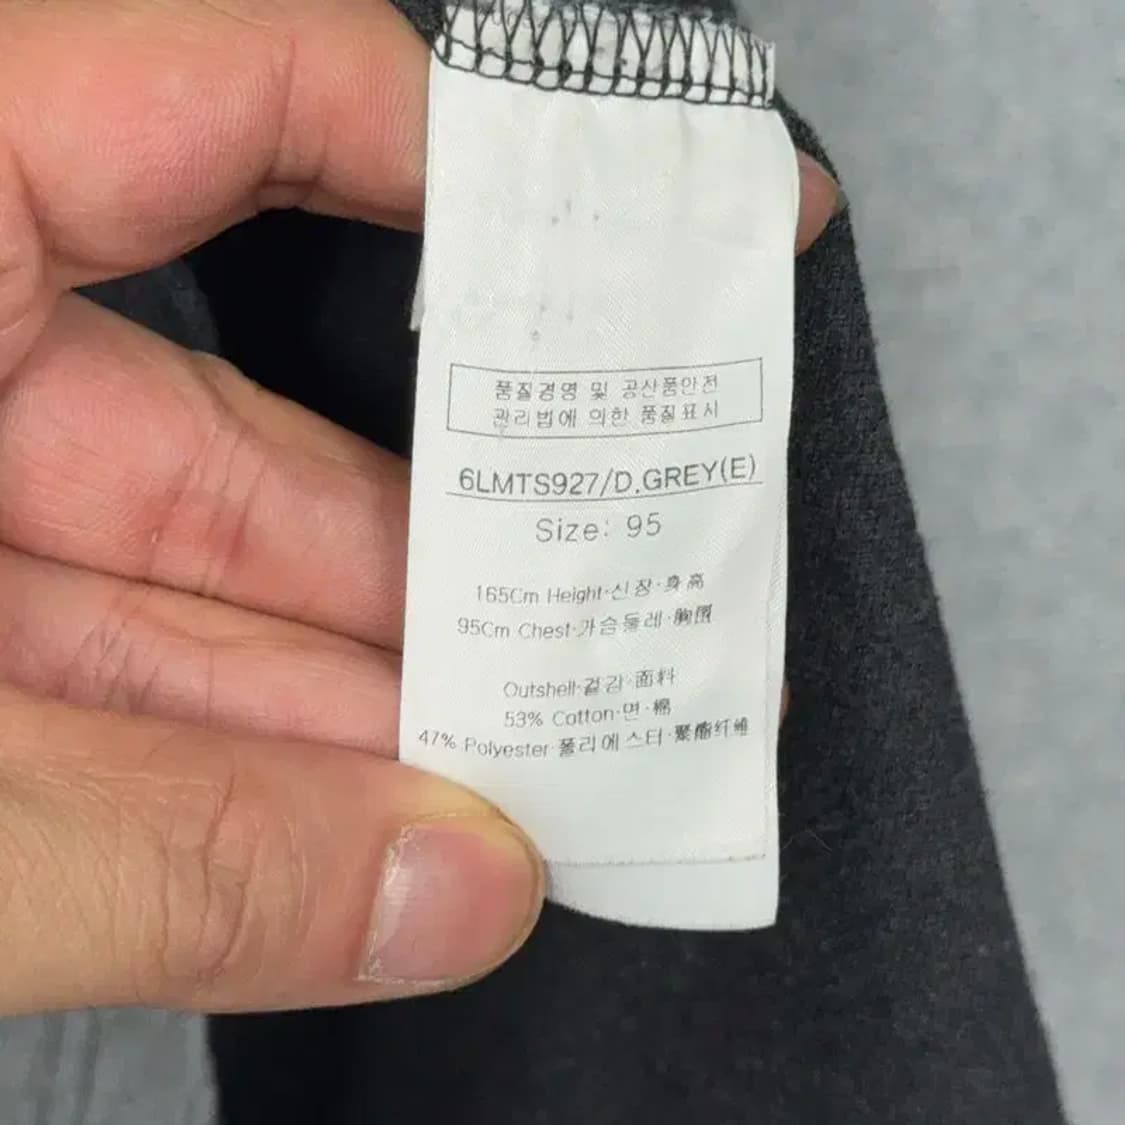 품질경영 및 공산품안전
관리법에 의한 품질표시
6LMTS927/D.GREY(E)
Size: 95
165Cm Height·신장·身高
95Cm Chest·가슴둘레·胸围
Outshell·겉감·面料
53% Cotton·면·棉
47% Polyester·폴리에스터·聚酯纤维